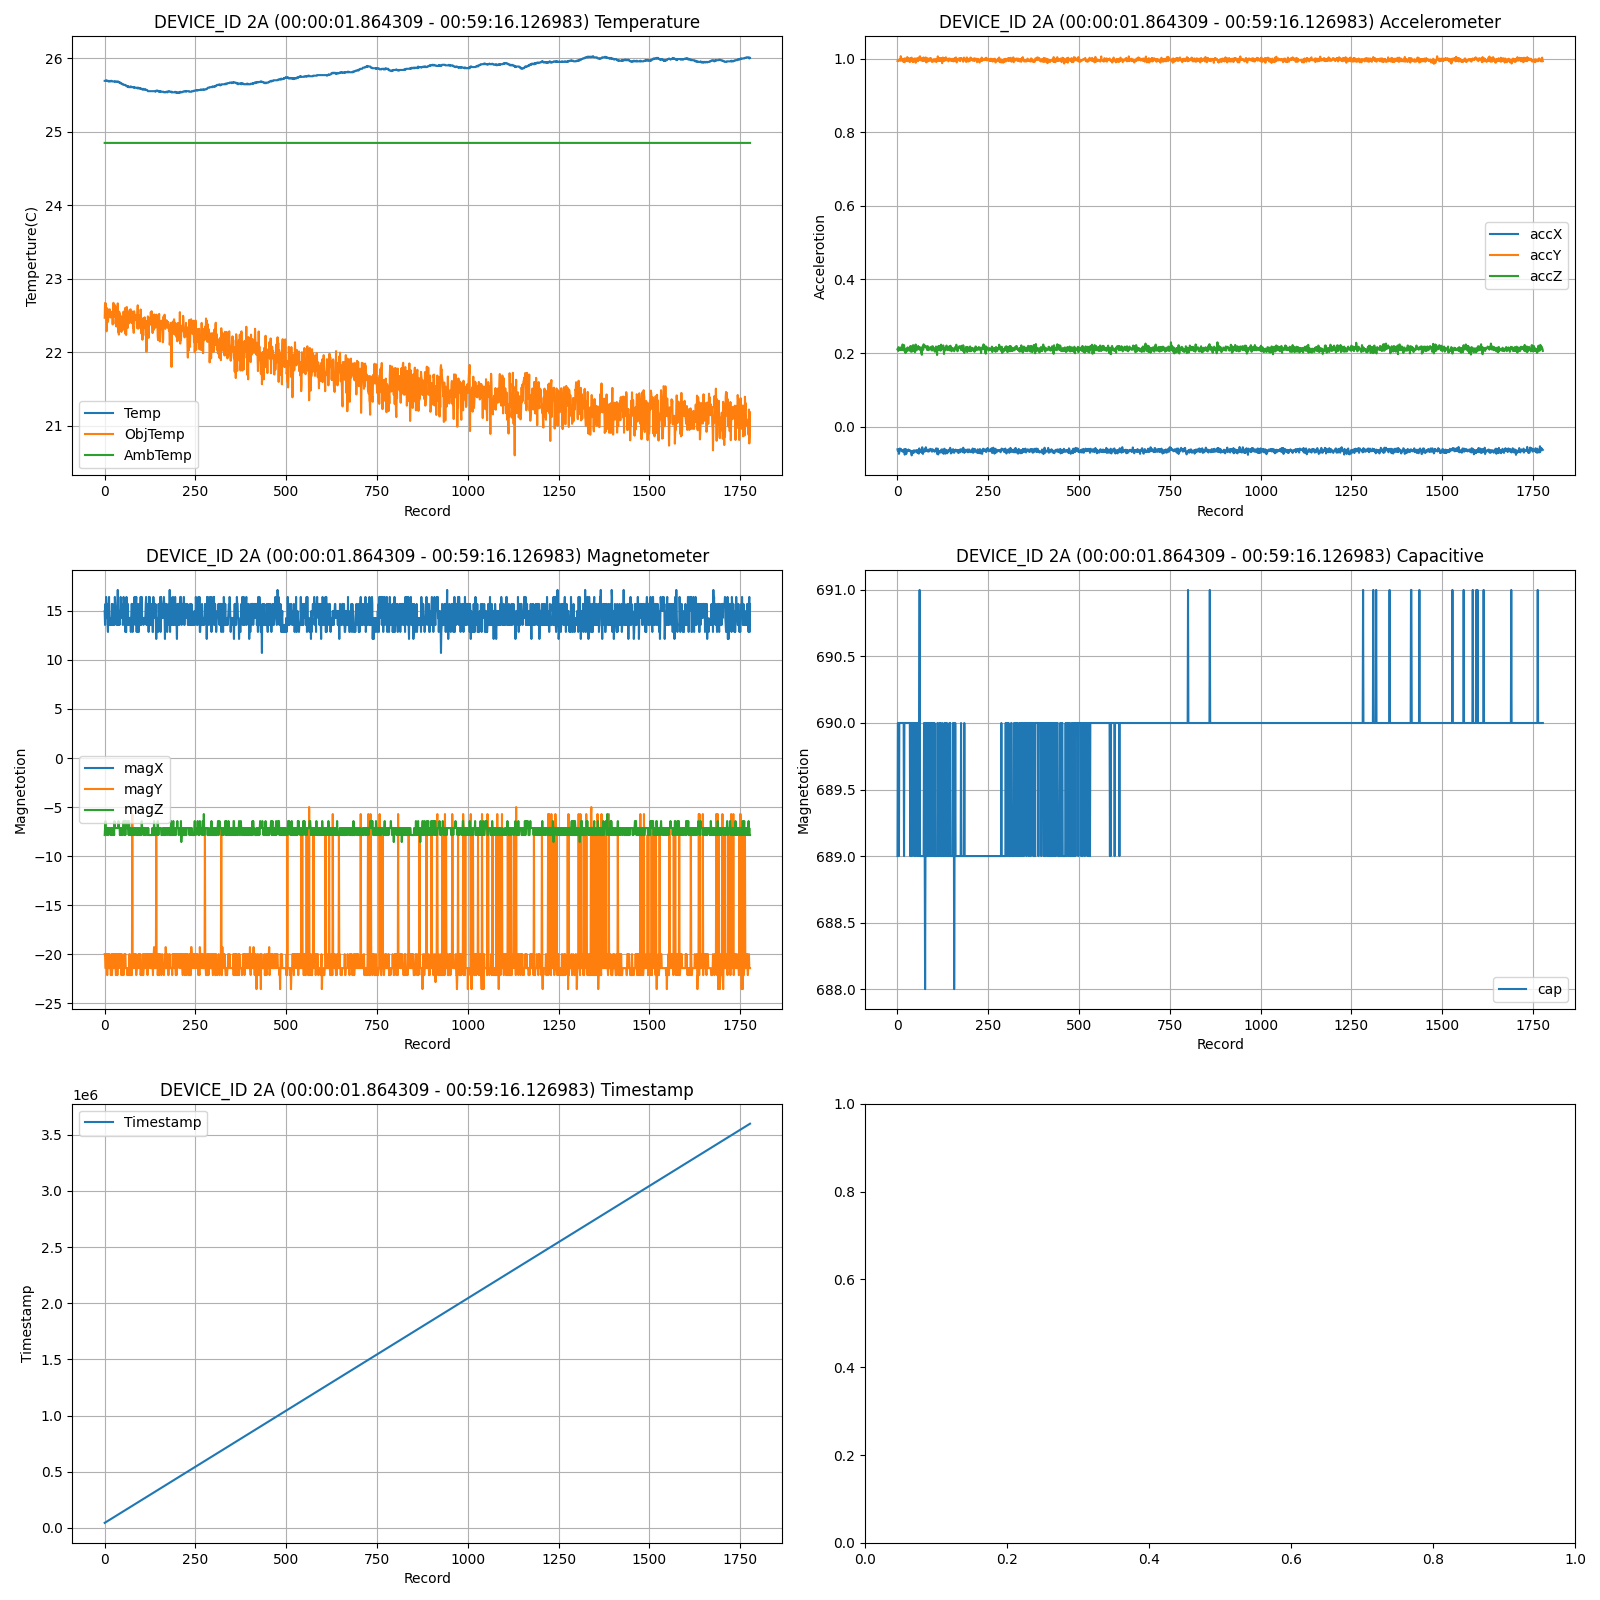 DEVICE_ID 2A (00:00:01.864309 - 00:59:16.126983) Temperature
26
25
24
23
22
21
Temperture(C)
Temp
ObjTemp
AmbTemp
0 250 500 750 1000 1250 1500 1750
Record
DEVICE_ID 2A (00:00:01.864309 - 00:59:16.126983) Accelerometer
1.0
0.8
0.6
0.4
0.2
0.0
Accelerotion
accX
accY
accZ
0 250 500 750 1000 1250 1500 1750
Record
DEVICE_ID 2A (00:00:01.864309 - 00:59:16.126983) Magnetometer
15
10
5
0
−5
−10
−15
−20
−25
Magnetotion
magX
magY
magZ
0 250 500 750 1000 1250 1500 1750
Record
DEVICE_ID 2A (00:00:01.864309 - 00:59:16.126983) Capacitive
691.0
690.5
690.0
689.5
689.0
688.5
688.0
Magnetotion
cap
0 250 500 750 1000 1250 1500 1750
Record
DEVICE_ID 2A (00:00:01.864309 - 00:59:16.126983) Timestamp
1e6
3.5
3.0
2.5
2.0
1.5
1.0
0.5
0.0
Timestamp
Timestamp
0 250 500 750 1000 1250 1500 1750
Record
1.0
0.8
0.6
0.4
0.2
0.0
0.0 0.2 0.4 0.6 0.8 1.0